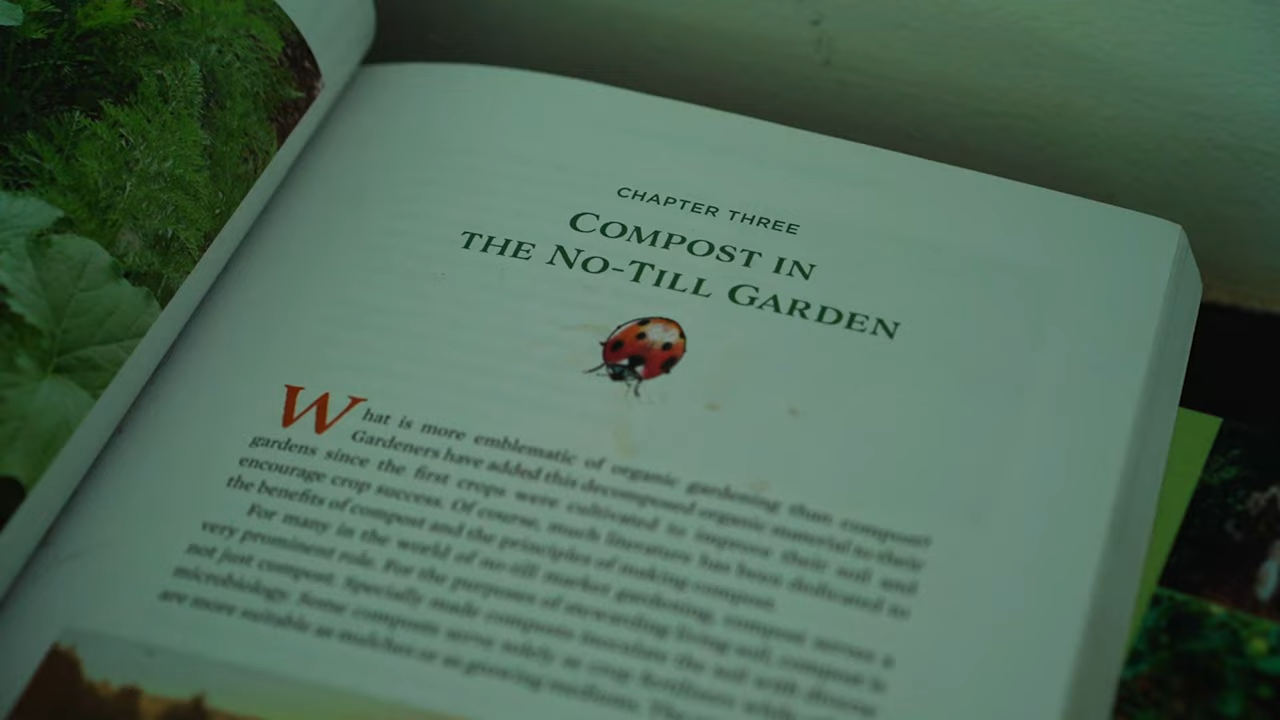 CHAPTER THREE
COMPOST IN
THE NO-TILL GARDEN
What is more emblematic of organic gardening than compost?
Gardeners have added this decomposed organic material to their
gardens since the first crops were cultivated to improve their soil and
encourage crop success. Of course, much literature has been dedicated to
the benefits of compost and the principles of making compost.
For many in the world of no-till market gardening, compost serves a
very prominent role. For the purposes of stewarding living soil, compost is
not just compost. Specially made composts inoculate the soil with diverse
microbiology. Some composts serve solely as crop fertilizers
are more suitable as mulches or as growing mediums.